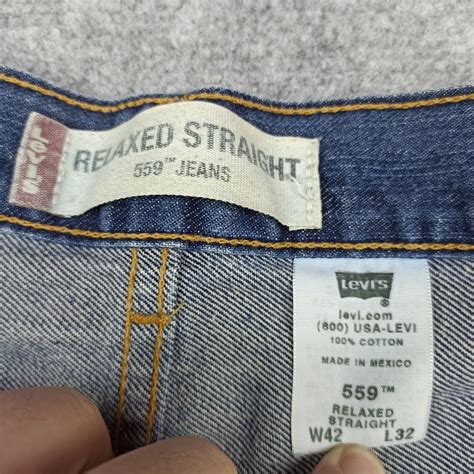 LEVI'S
RELAXED STRAIGHT
559™ JEANS
Levi's
levi.com
(800) USA-LEVI
100% COTTON
MADE IN MEXICO
559™
RELAXED
STRAIGHT
W42 L32